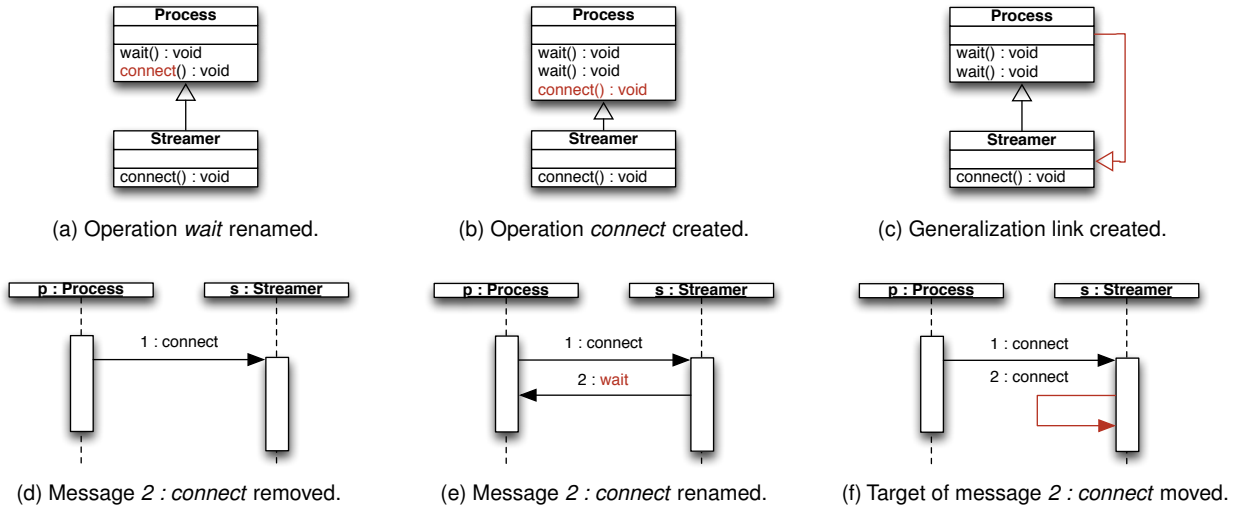 Process
wait() : void
connect() : void
Streamer
connect() : void
(a) Operation wait renamed.
Process
wait() : void
wait() : void
connect() : void
Streamer
connect() : void
(b) Operation connect created.
Process
wait() : void
wait() : void
Streamer
connect() : void
(c) Generalization link created.
p : Process
s : Streamer
1 : connect
(d) Message 2 : connect removed.
p : Process
s : Streamer
1 : connect
2 : wait
(e) Message 2 : connect renamed.
p : Process
s : Streamer
1 : connect
2 : connect
(f) Target of message 2 : connect moved.